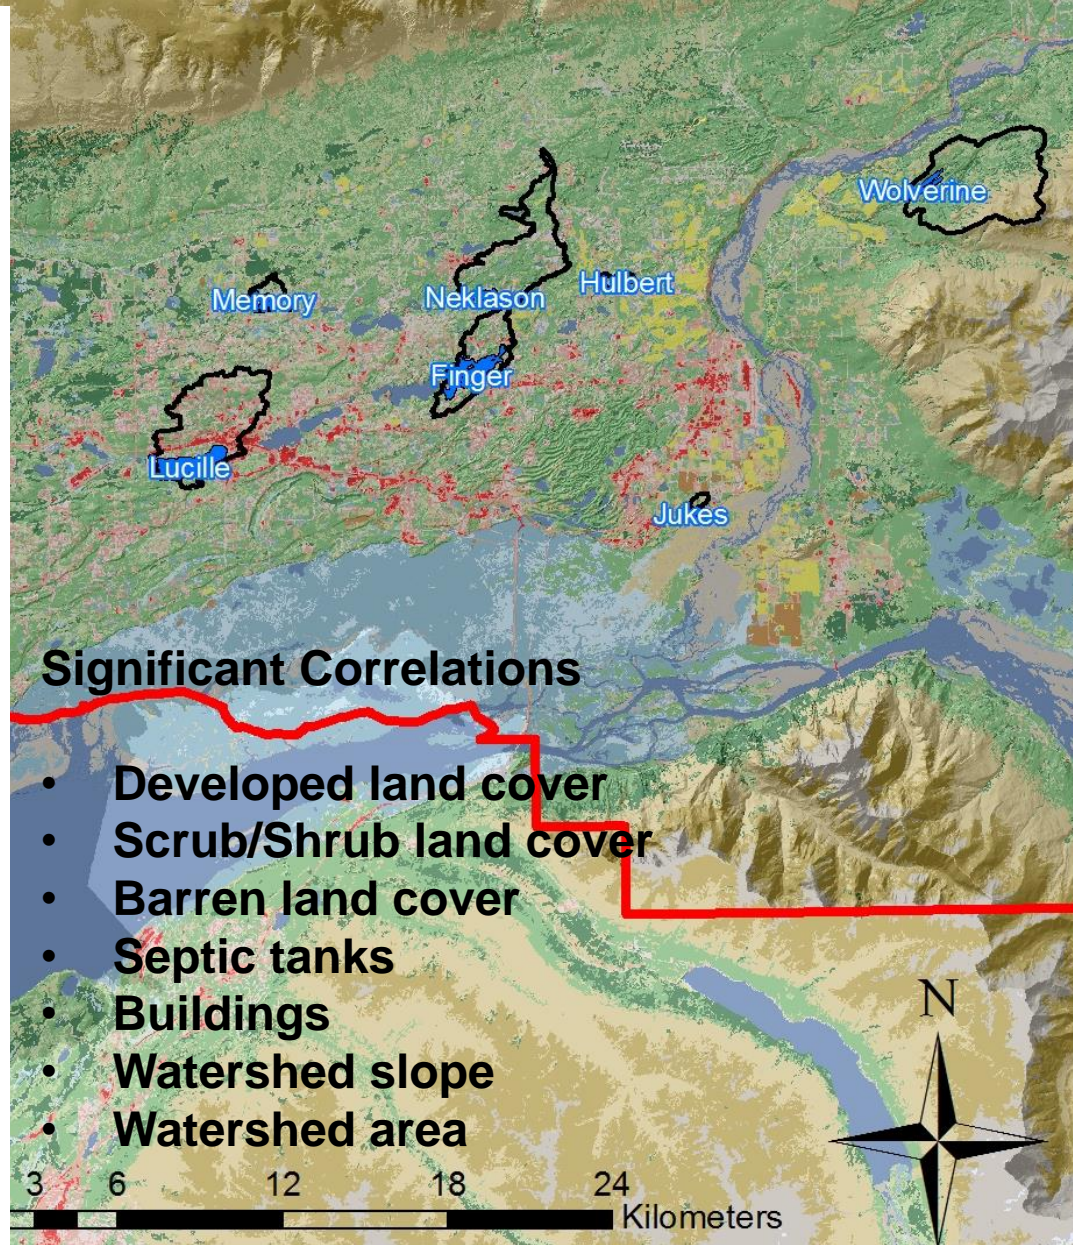 Wolverine
Hulbert
Memory
Neklason
Finger
Lucille
Jukes
Significant Correlations
• Developed land cover
• Scrub/Shrub land cover
• Barren land cover
• Septic tanks
• Buildings
• Watershed slope
• Watershed area
N
3 6 12 18 24
Kilometers